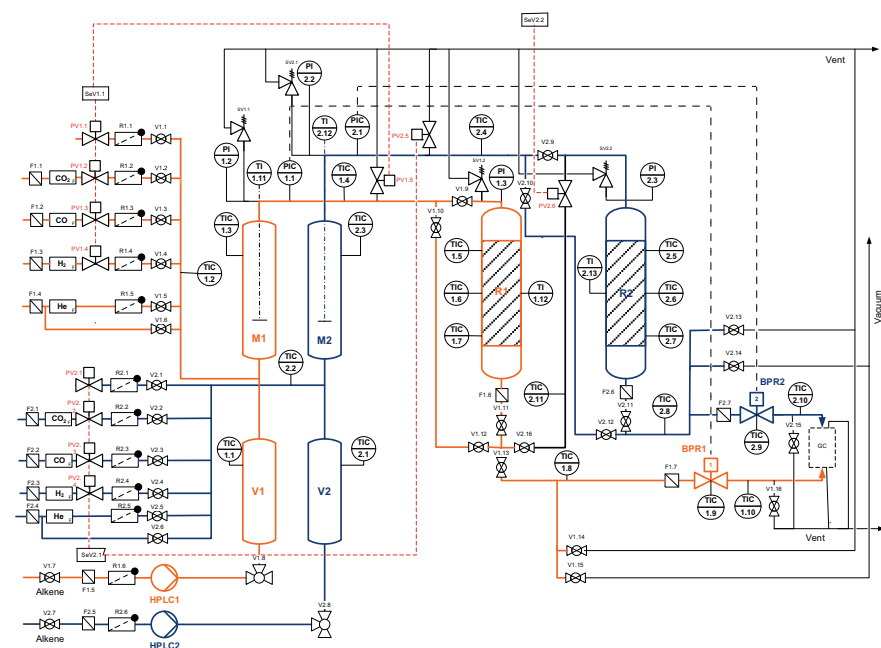 SeV1.1
SeV2.2
Vent
PI
2.2
SV2.1
SV1.1
TI
2.12
PIC
2.1
PV2.5
TIC
2.4
V2.9
SV2.2
PV1.1
R1.1
V1.1
PI
1.2
TI
1.11
PIC
1.1
TIC
1.4
PV1.5
SV1.2
V1.9
PI
1.3
V2.10
PV2.6
PI
2.3
F1.1
CO2
F
PV1.2
R1.2
V1.2
F1.2
CO
F
PV1.3
R1.3
V1.3
TIC
1.3
TIC
2.3
V1.10
F1.3
H2
F
PV1.4
R1.4
V1.4
TIC
1.2
TIC
1.5
TIC
2.5
TI
2.13
F1.4
He
F
R1.5
V1.5
V1.6
TIC
1.6
R1
TI
1.12
R2
TIC
2.6
Vacuum
M1
M2
TIC
1.7
TIC
2.7
V2.13
V2.14
PV2.1
R2.1
V2.1
TIC
2.2
F2.1
CO2
PV2.
R2.2
V2.2
F1.6
TIC
2.11
F2.6
V1.11
V2.11
TIC
2.8
F2.7
BPR2
2
TIC
2.10
V2.15
TIC
2.9
GC
F2.2
CO
PV2.
R2.3
V2.3
TIC
1.1
TIC
2.1
V1.12
V2.16
V2.12
V1.13
F2.3
H2
PV2.
R2.4
V2.4
F2.4
He
F
R2.5
V2.5
V2.6
V1
V2
TIC
1.8
F1.7
BPR1
1
TIC
1.9
TIC
1.10
V1.16
Vent
SeV2.1
V1.14
V1.15
V1.7
Alkene
F1.5
R1.6
HPLC1
V1.8
V2.7
Alkene
F2.5
R2.6
HPLC2
V2.8